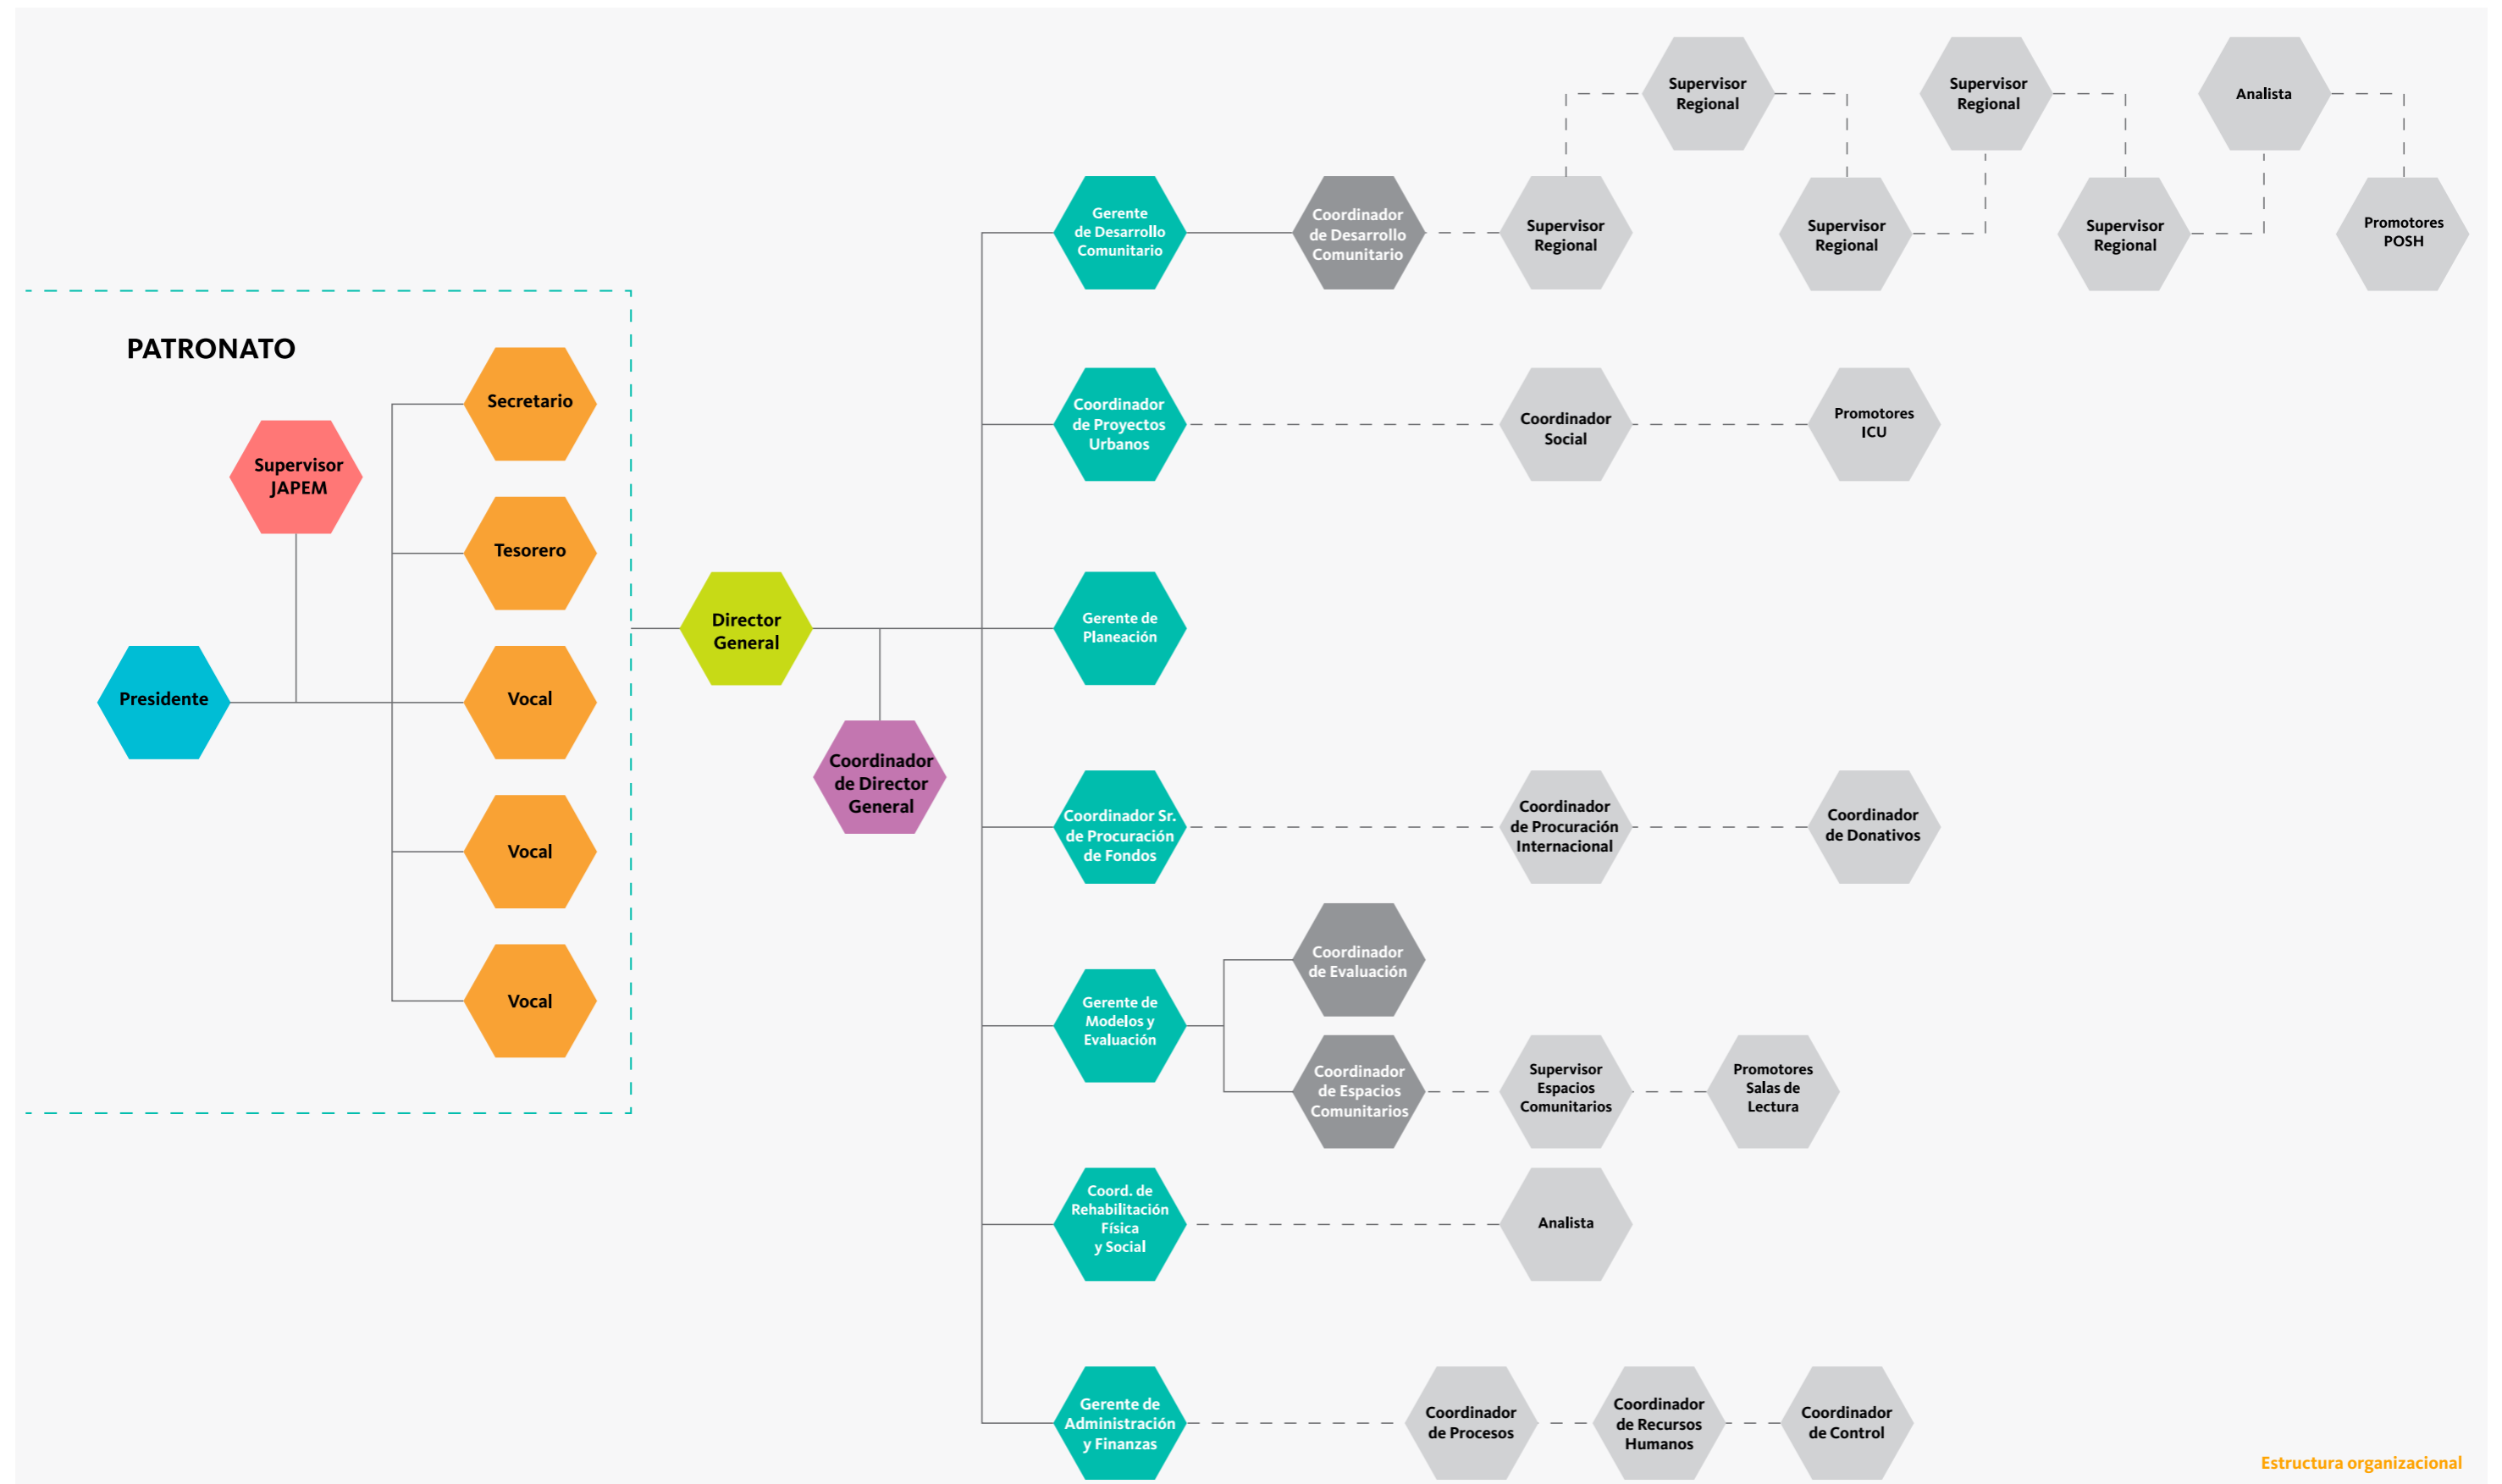 PATRONATO
Presidente
Supervisor
JAPEM
Secretario
Tesorero
Vocal
Vocal
Vocal
Director
General
Coordinador
de Director
General
Gerente
de Desarrollo
Comunitario
Coordinador
de Desarrollo
Comunitario
Supervisor
Regional
Supervisor
Regional
Supervisor
Regional
Supervisor
Regional
Supervisor
Regional
Analista
Promotores
POSH
Coordinador
de Proyectos
Urbanos
Coordinador
Social
Promotores
ICU
Gerente de
Planeación
Coordinador Sr.
de Procuración
de Fondos
Coordinador
de Procuración
Internacional
Coordinador
de Donativos
Gerente de
Modelos y
Evaluación
Coordinador
de Evaluación
Coordinador
de Espacios
Comunitarios
Supervisor
Espacios
Comunitarios
Promotores
Salas de
Lectura
Coord. de
Rehabilitación
Física
y Social
Analista
Gerente de
Administración
y Finanzas
Coordinador
de Procesos
Coordinador
de Recursos
Humanos
Coordinador
de Control
Estructura organizacional